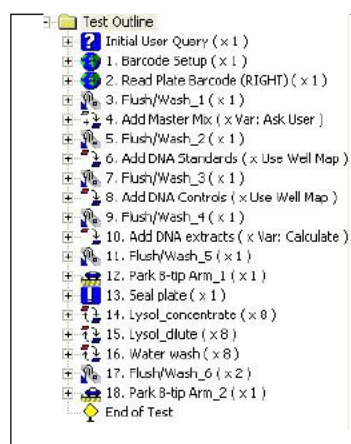 Test Outline
Initial User Query ( x 1 )
1. Barcode Setup ( x 1 )
2. Read Plate Barcode (RIGHT) ( x 1 )
3. Flush/Wash_1 ( x 1 )
4. Add Master Mix ( x Var: Ask User )
5. Flush/Wash_2 ( x 1 )
6. Add DNA Standards ( x Use Well Map )
7. Flush/Wash_3 ( x 1 )
8. Add DNA Controls ( x Use Well Map )
9. Flush/Wash_4 ( x 1 )
10. Add DNA extracts ( x Var: Calculate )
11. Flush/Wash_5 ( x 1 )
12. Park 8-tip Arm_1 ( x 1 )
13. Seal plate ( x 1 )
14. Lysol_concentrate ( x 8 )
15. Lysol_dilute ( x 8 )
16. Water wash ( x 8 )
17. Flush/Wash_6 ( x 2 )
18. Park 8-tip Arm_2 ( x 1 )
End of Test